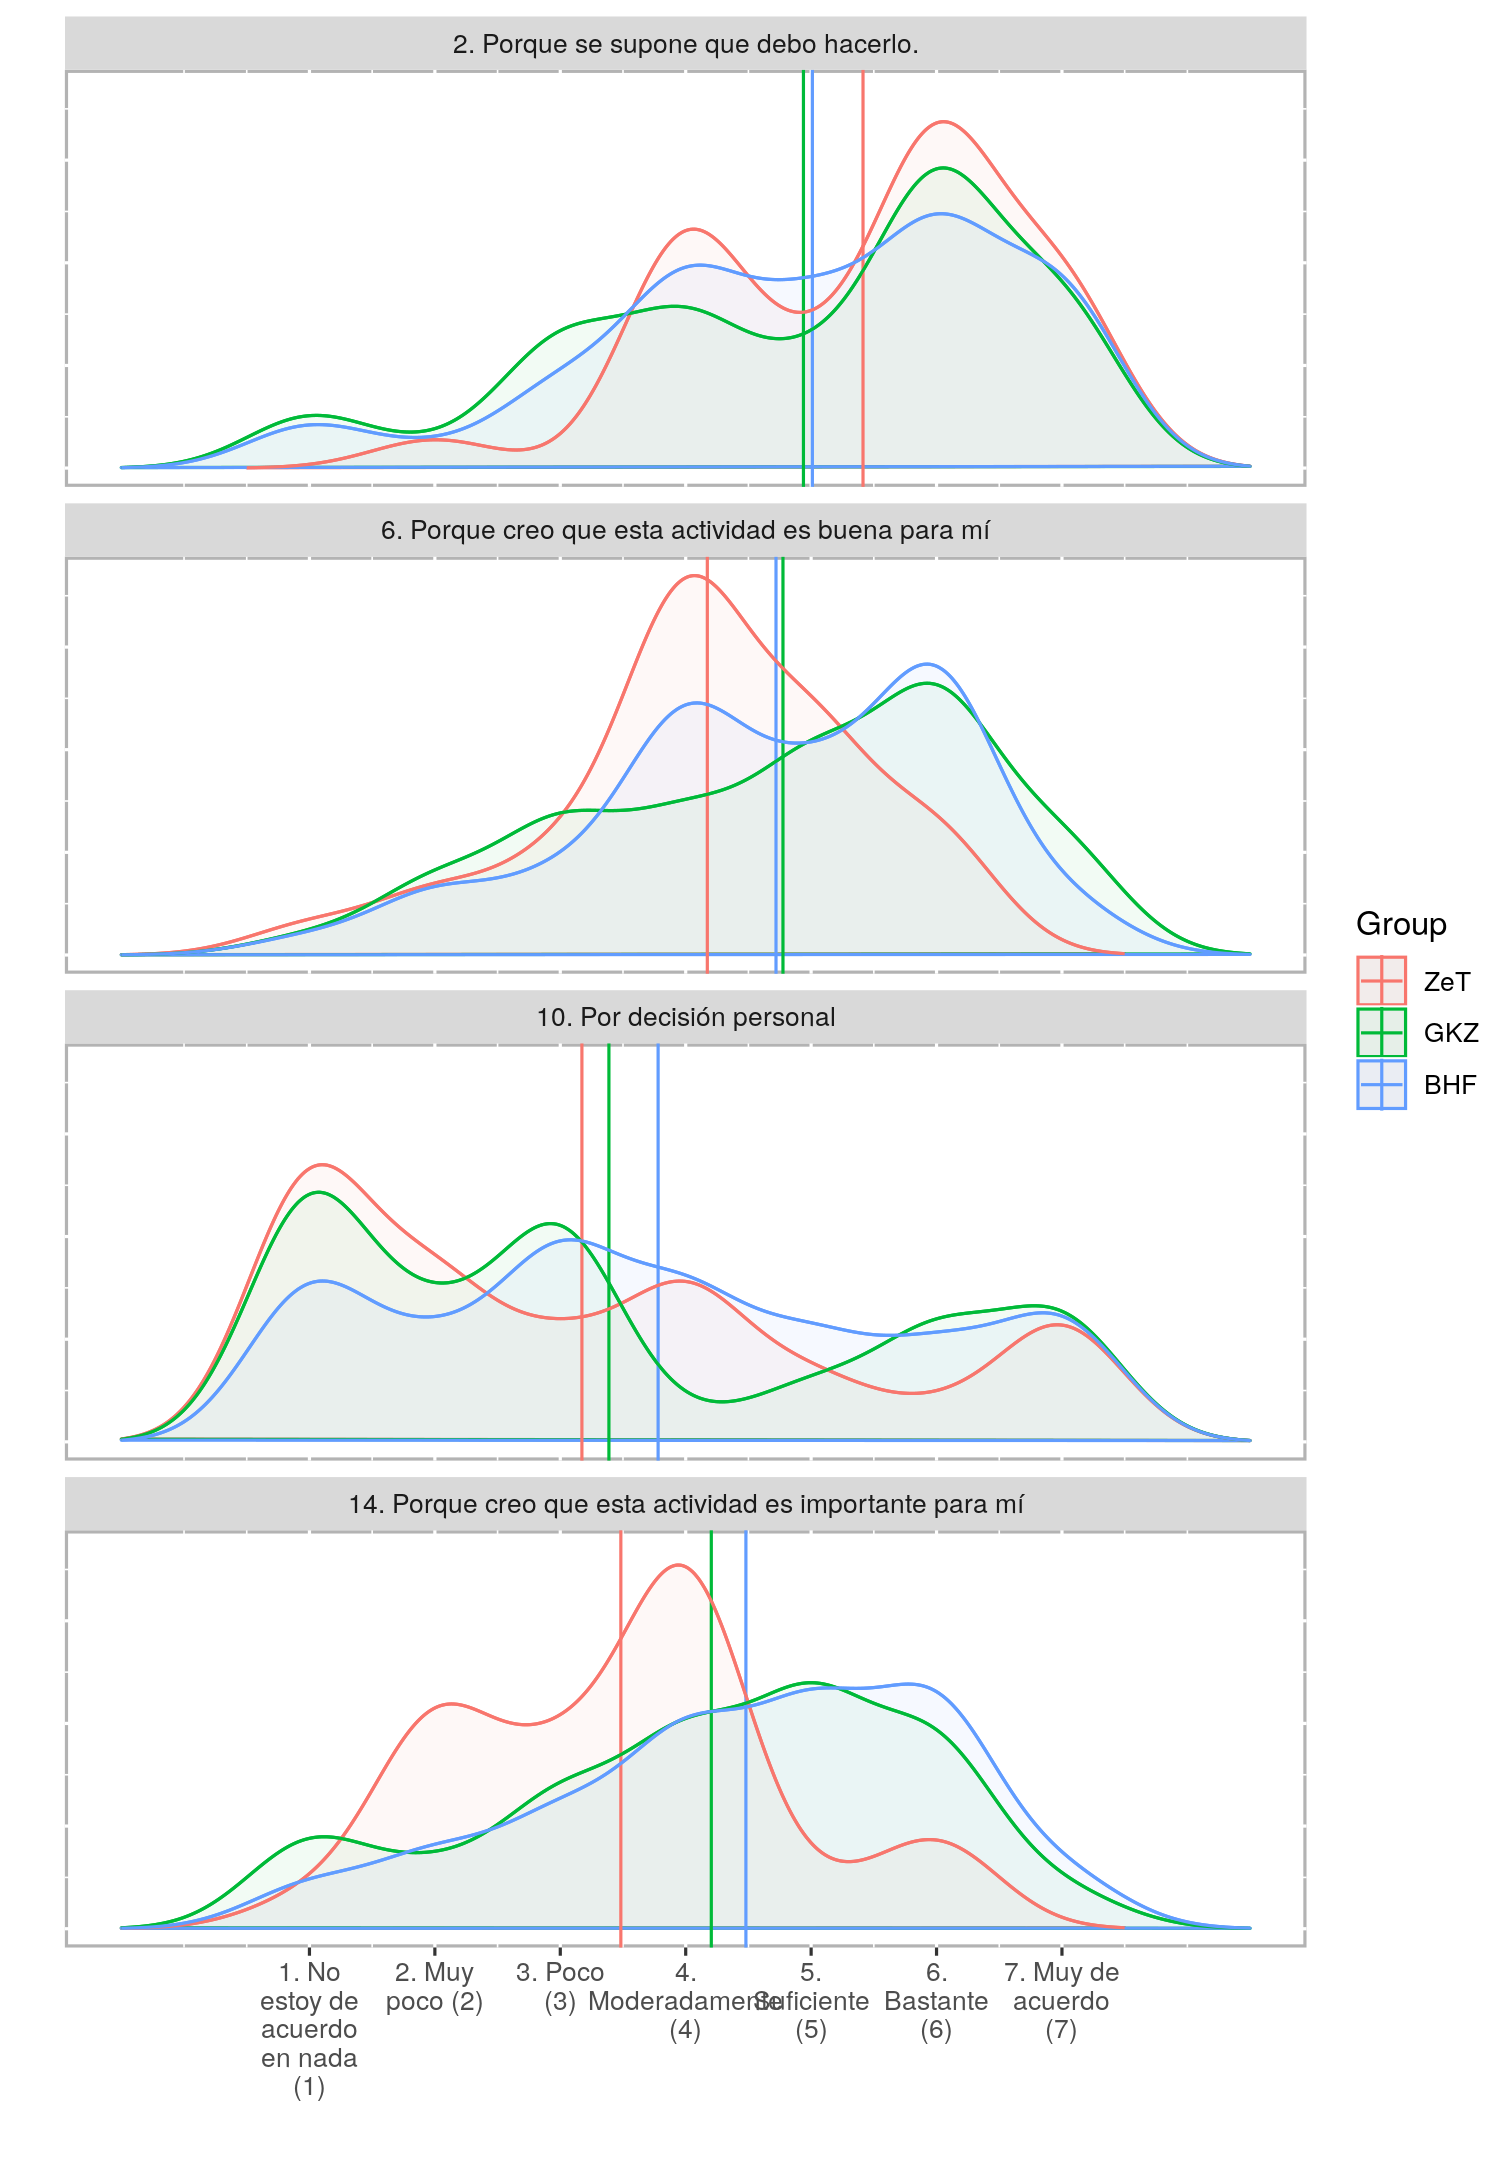 2. Porque se supone que debo hacerlo.
6. Porque creo que esta actividad es buena para mí
10. Por decisión personal
14. Porque creo que esta actividad es importante para mí
1. No
estoy de
acuerdo
en nada
(1)
2. Muy
poco (2)
3. Poco
(3)
4.
Moderadamente
(4)
5.
Suficiente
(5)
6.
Bastante
(6)
7. Muy de
acuerdo
(7)
Group
ZeT
GKZ
BHF